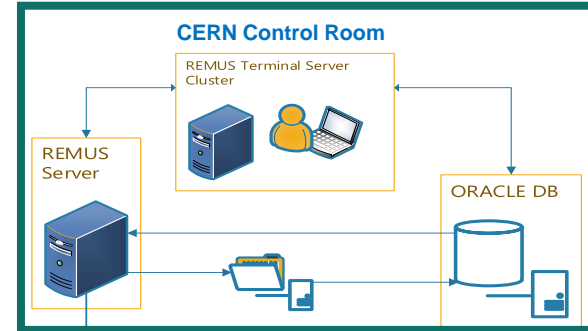 CERN Control Room
REMUS Terminal Server
Cluster
REMUS
Server
ORACLE DB